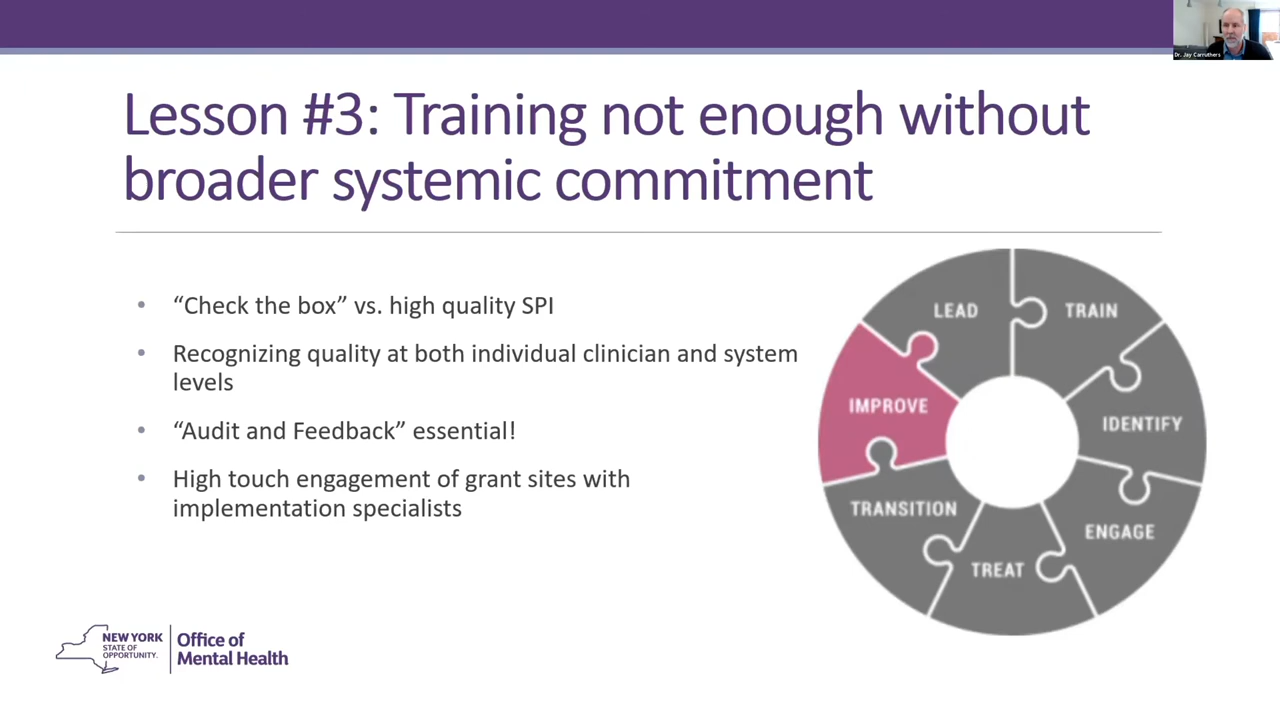 Dr. Jay Carruthers
Lesson #3: Training not enough without
broader systemic commitment
• “Check the box” vs. high quality SPI
• Recognizing quality at both individual clinician and system
levels
• “Audit and Feedback” essential!
• High touch engagement of grant sites with
implementation specialists
LEAD
TRAIN
IDENTIFY
ENGAGE
TREAT
TRANSITION
IMPROVE
NEW YORK
STATE OF
OPPORTUNITY.
Office of
Mental Health